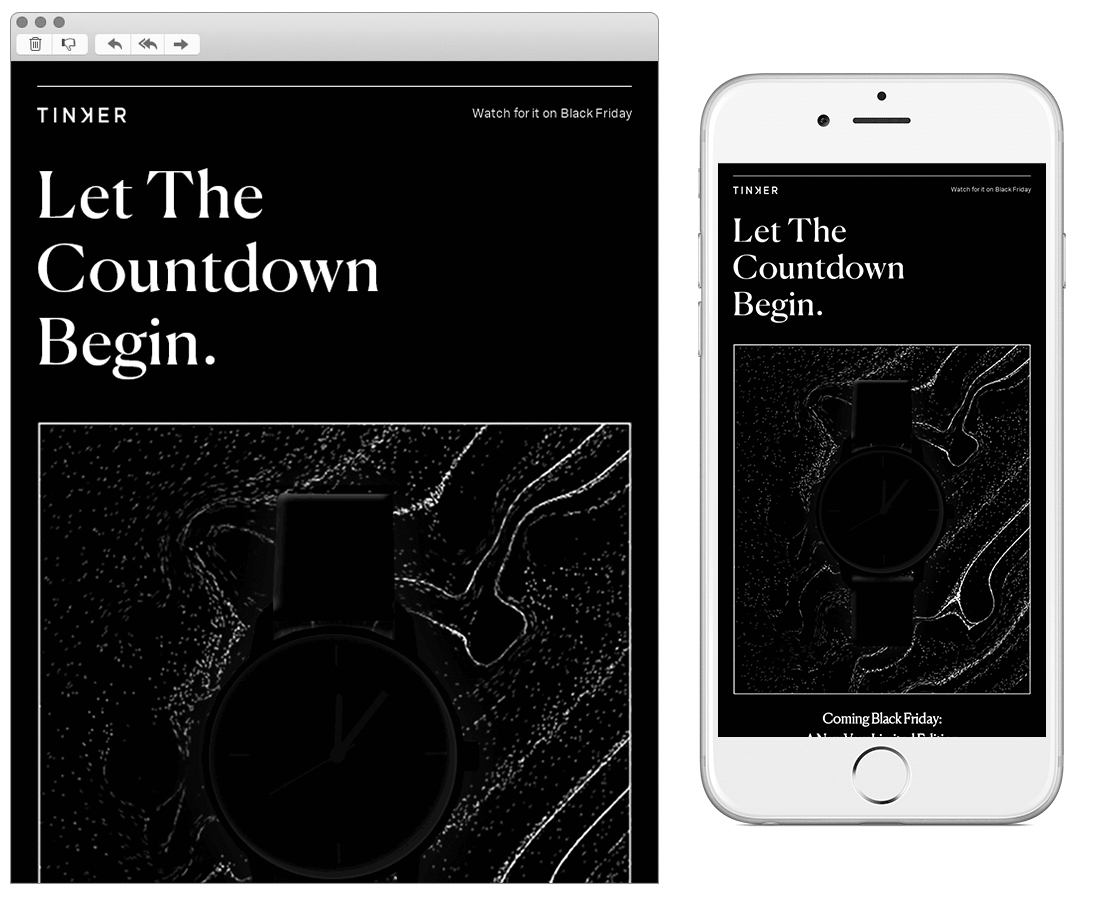 TINKER
Watch for it on Black Friday
Let The
Countdown
Begin.
TINKER
Watch for it on Black Friday
Let The
Countdown
Begin.
Coming Black Friday: